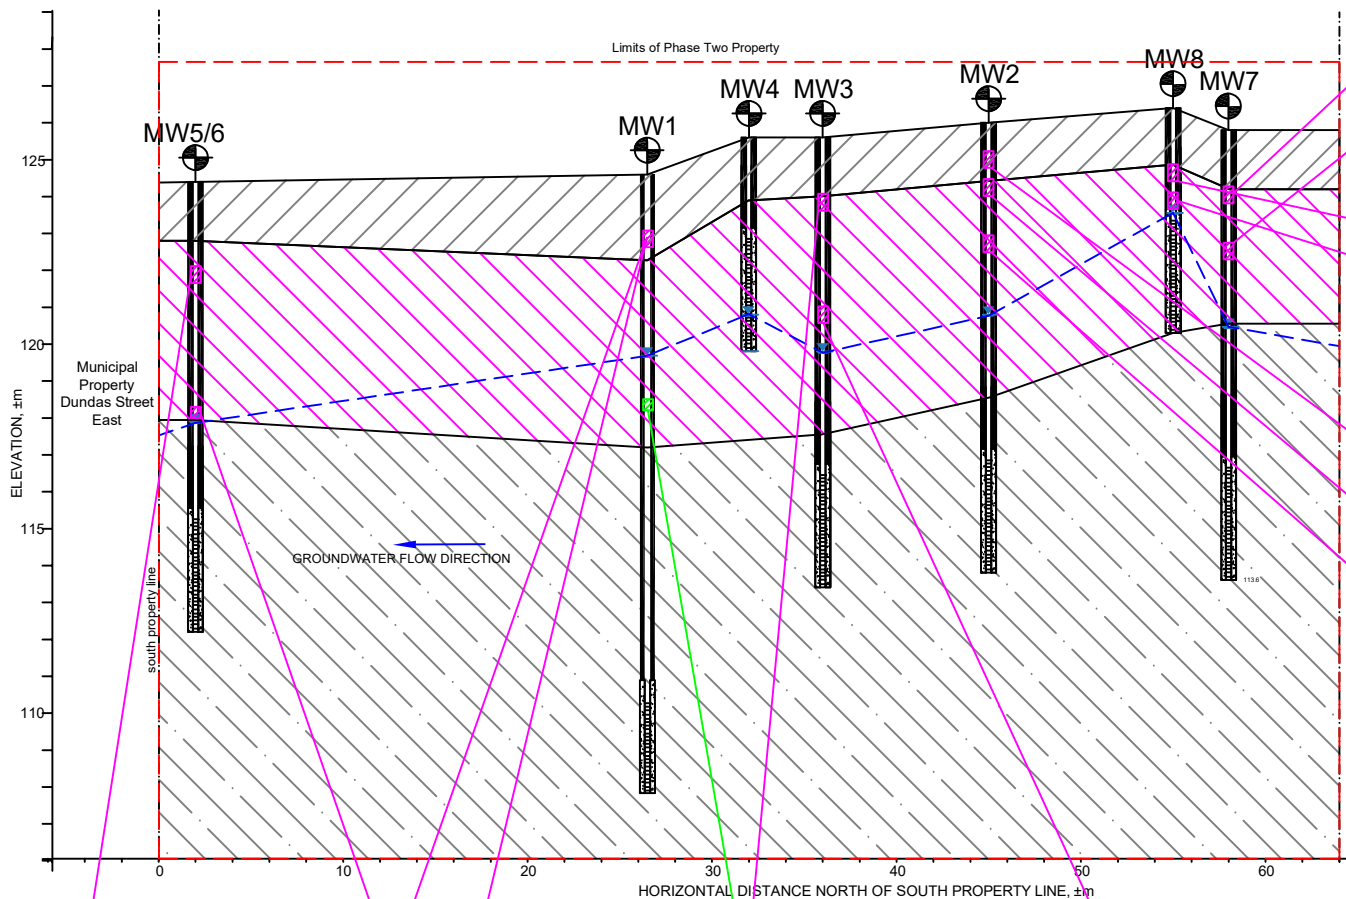 Limits of Phase Two Property
MW8
MW2
MW7
MW4
MW3
MW1
MW5/6
125
120
115
110
ELEVATION, ±m
Municipal
Property
Dundas Street
East
GROUNDWATER FLOW DIRECTION
south property line
113.6
0
10
20
30
40
50
60
HORIZONTAL DISTANCE NORTH OF SOUTH PROPERTY LINE, ±m